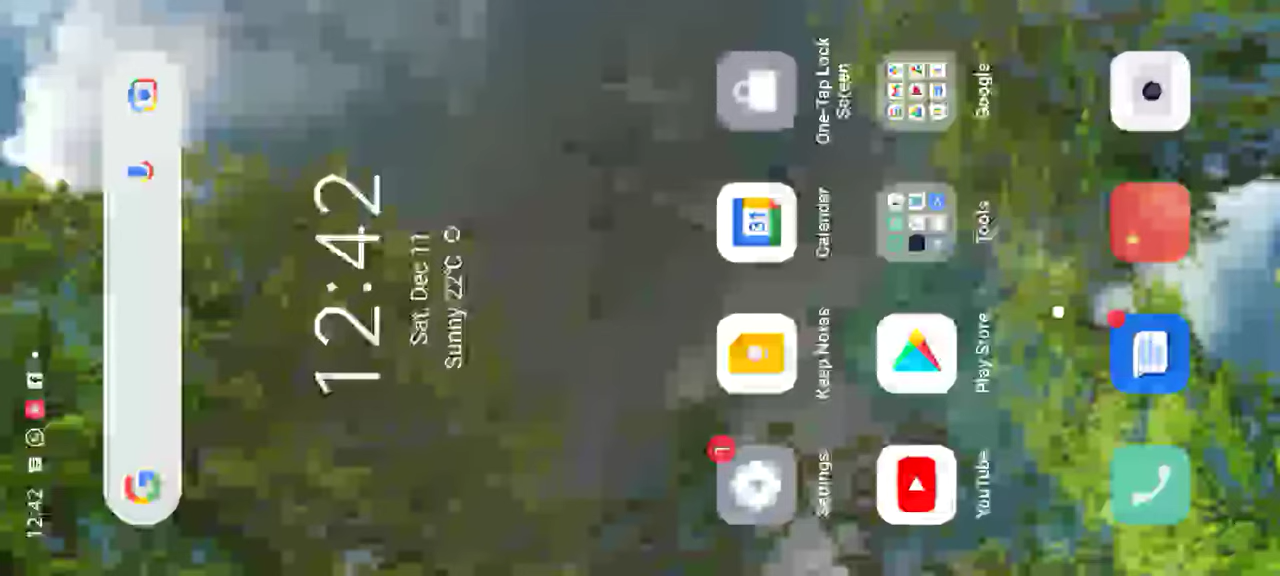 12:42
12:42
Sat, Dec 11
Sunny 22°C
Settings
Keep Notes
Calendar
One-Tap Lock
Screen
YouTube
Play Store
Tools
Google